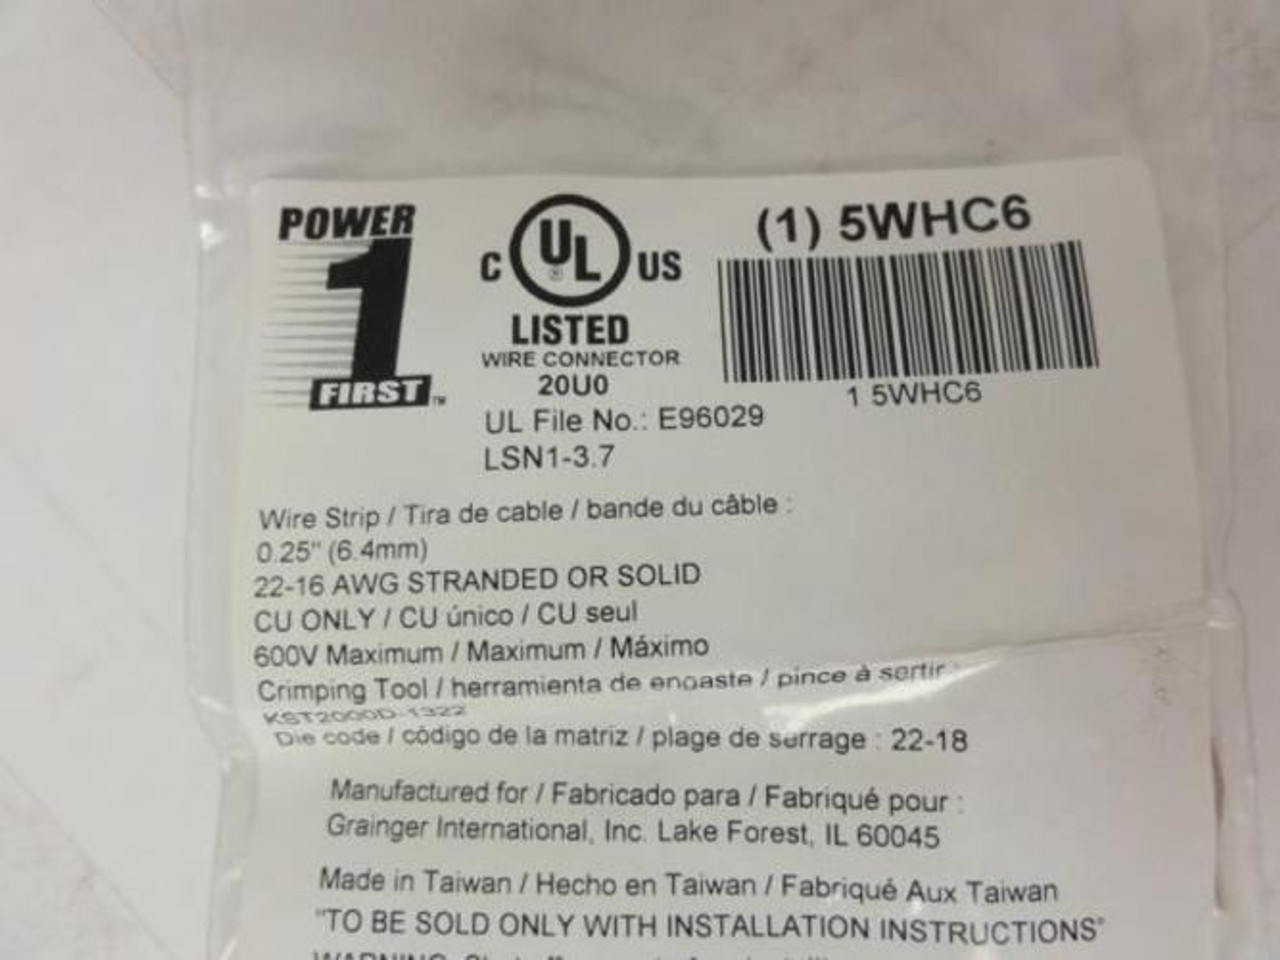 POWER
1
FIRST™
C UL® US
LISTED
WIRE CONNECTOR
20U0
UL File No.: E96029
LSN1-3.7
(1) 5WHC6
1 5WHC6
Wire Strip / Tira de cable / bande du câble :
0.25" (6.4mm)
22-16 AWG STRANDED OR SOLID
CU ONLY / CU único / CU seul
600V Maximum / Maximum / Máximo
Crimping Tool / herramienta de engaste / pince à sertir :
KST2000D-1322
Die code / código de la matriz / plage de serrage : 22-18
Manufactured for / Fabricado para / Fabriqué pour :
Grainger International, Inc. Lake Forest, IL 60045
Made in Taiwan / Hecho en Taiwan / Fabriqué Aux Taiwan
"TO BE SOLD ONLY WITH INSTALLATION INSTRUCTIONS"
WARNING: